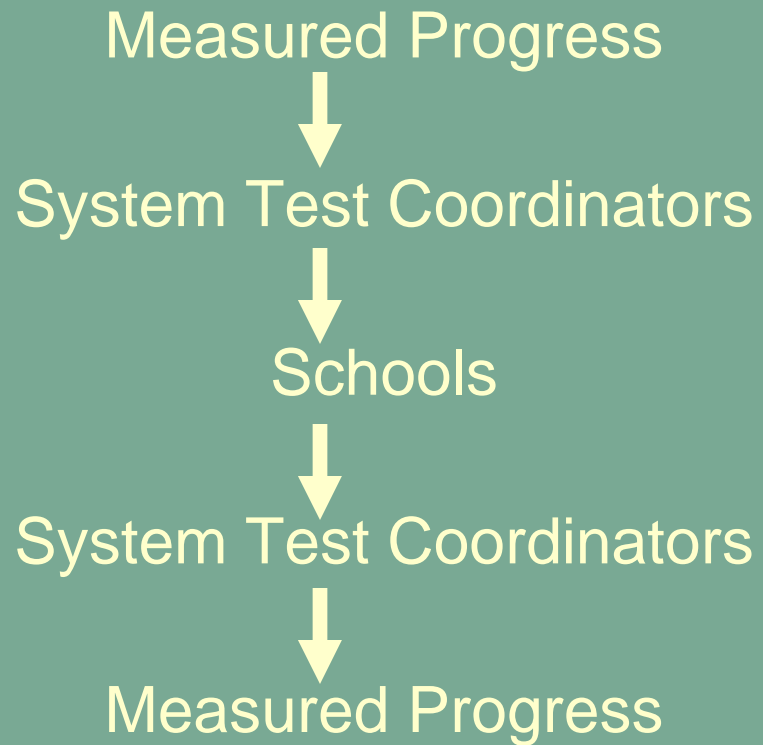 Measured Progress
System Test Coordinators
Schools
System Test Coordinators
Measured Progress